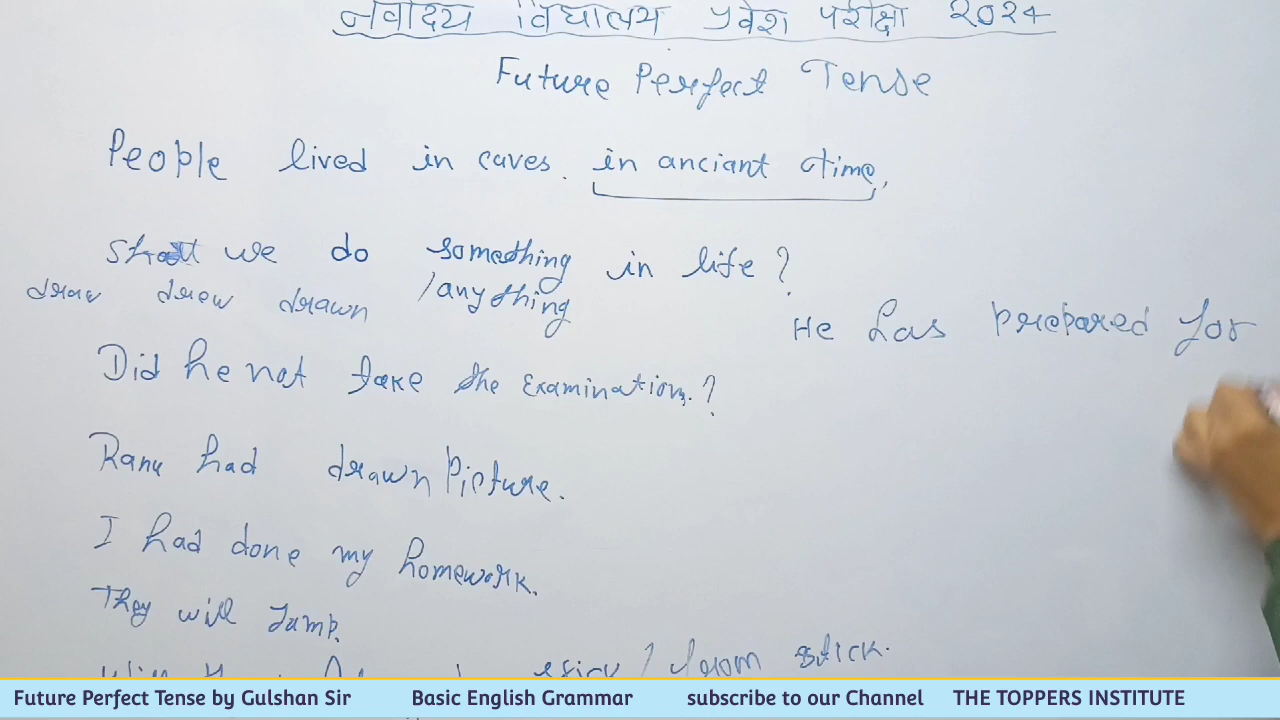 नवोदय विद्यालय प्रवेश परीक्षा २०२४
Future Perfect Tense
People lived in caves. in anciant time,
Shall we do something in life?
/anything
draw drew drawn
He has prepared for
Did he not take the Examination.?
Ranu had drawn Picture.
I had done my homework.
They will Jump.
/ from stick.
Future Perfect Tense by Gulshan Sir Basic English Grammar subscribe to our Channel THE TOPPERS INSTITUTE